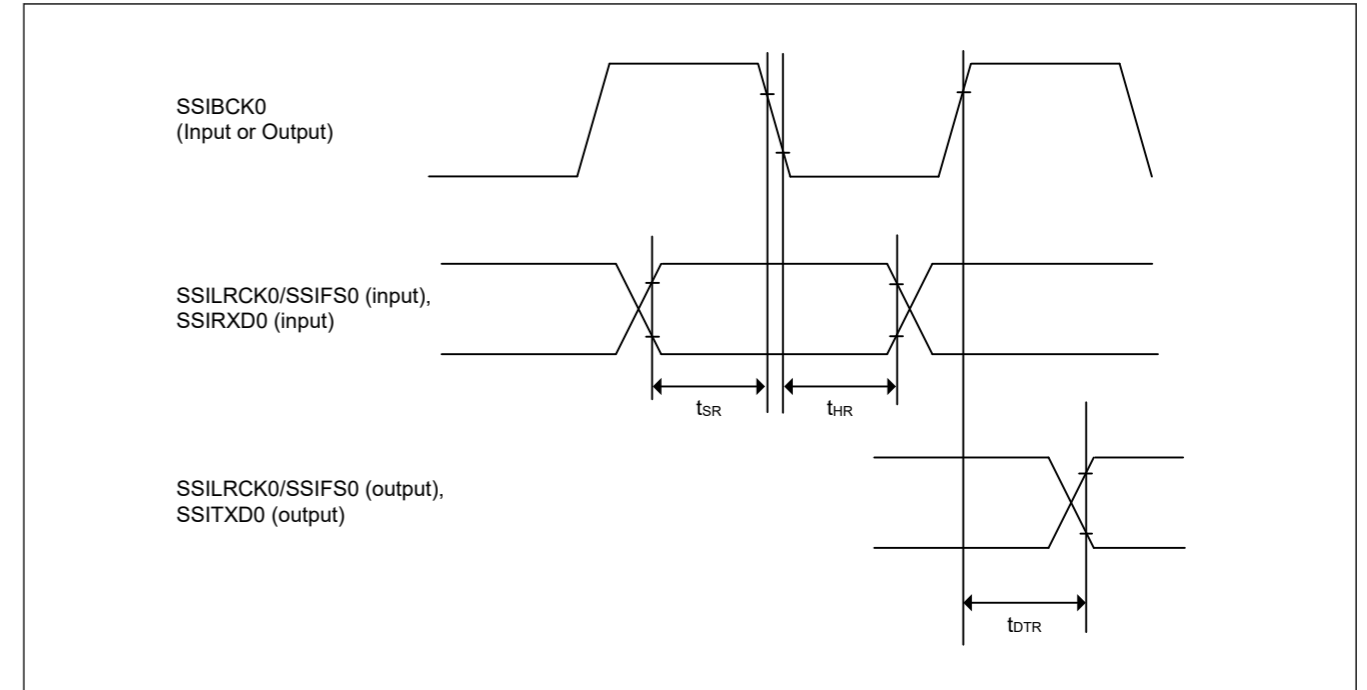 SSIBCK0
(Input or Output)
SSILRCK0/SSIFS0 (input),
SSIRXD0 (input)
tSR
tHR
SSILRCK0/SSIFS0 (output),
SSITXD0 (output)
tDTR